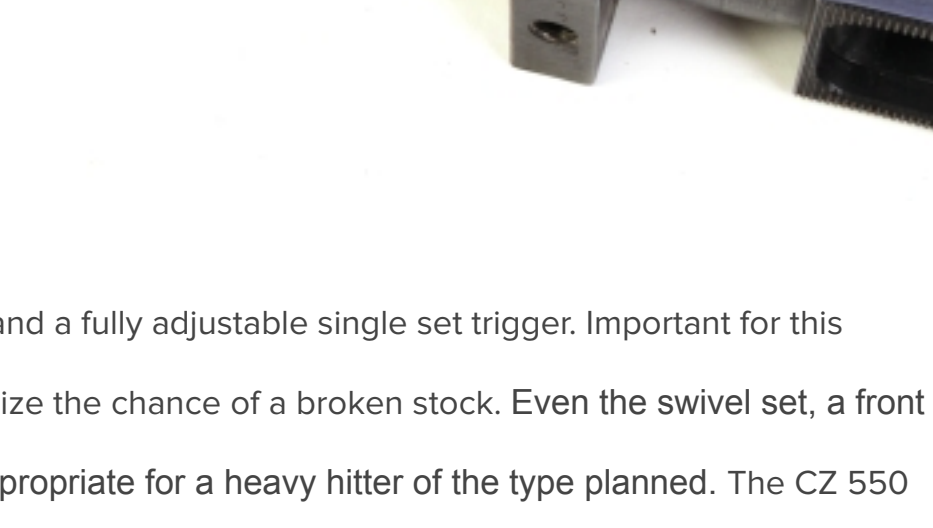 and a fully adjustable single set trigger. Important for this
ize the chance of a broken stock. Even the swivel set, a front
propriate for a heavy hitter of the type planned. The CZ 550